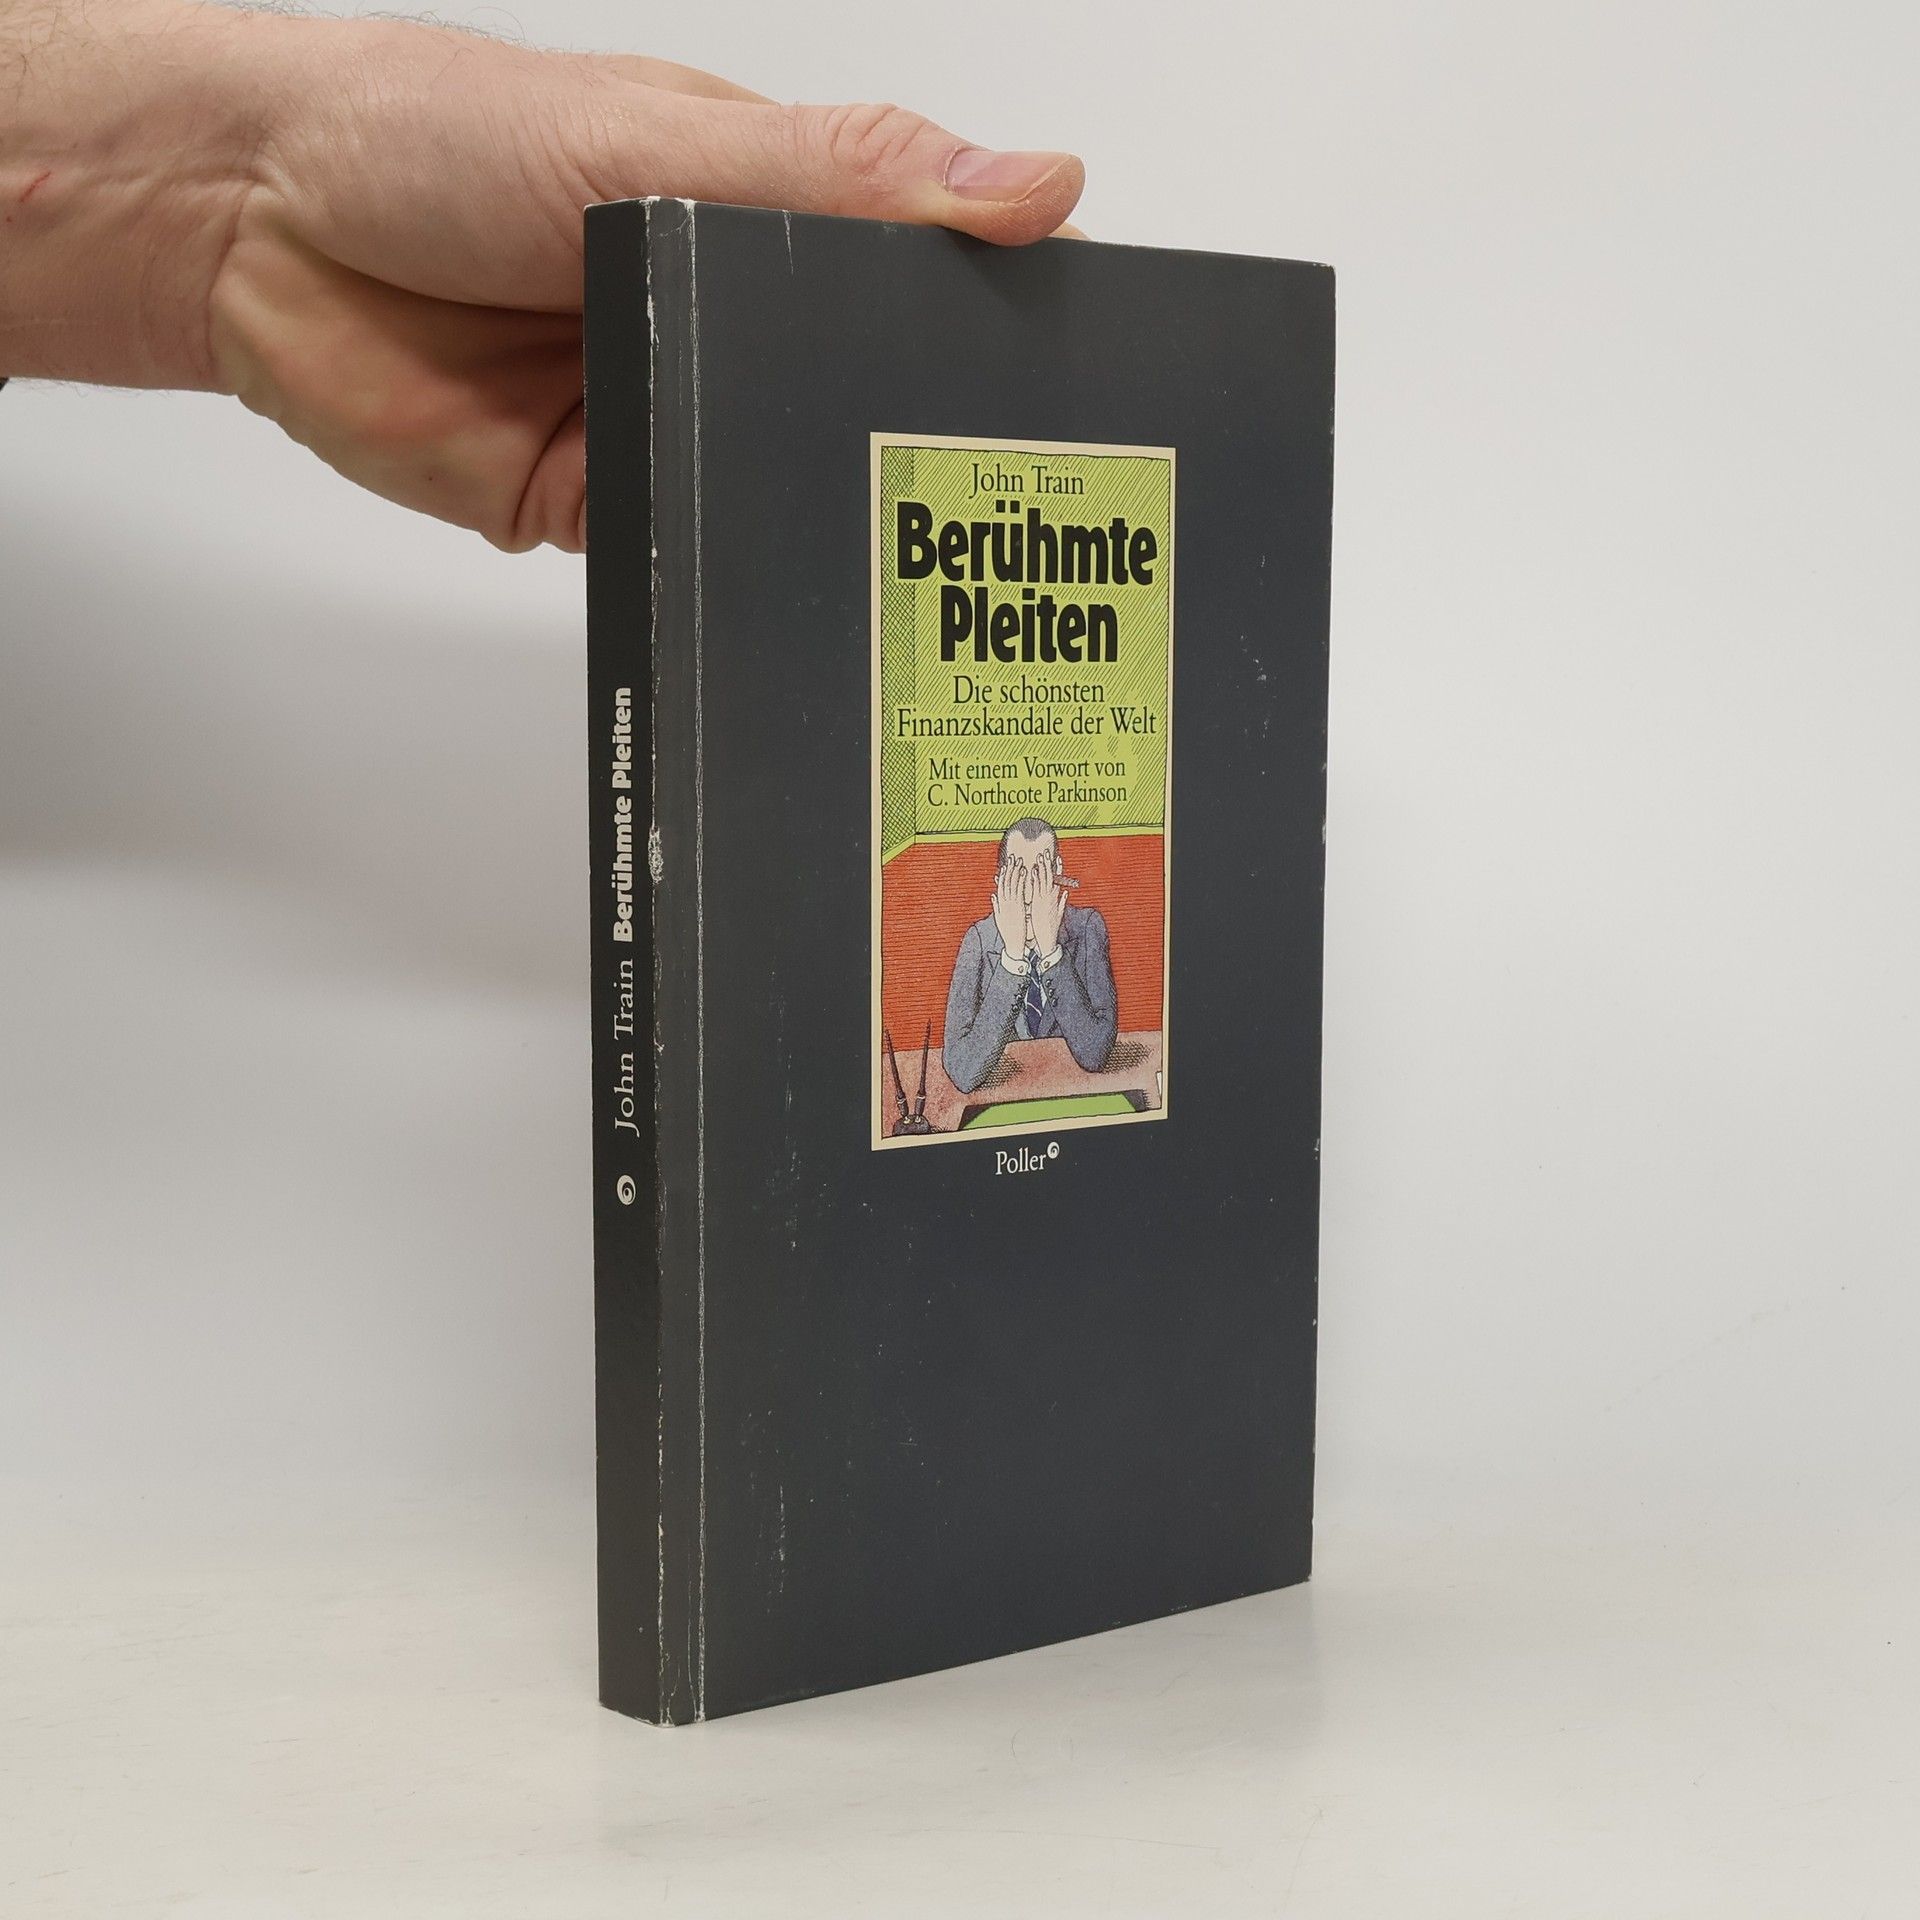 John Train
Berühmte
Pleiten
Die schönsten
Finanzskandale der Welt
Mit einem Vorwort von
C. Northcote Parkinson
Poller
John Train Berühmte Pleiten